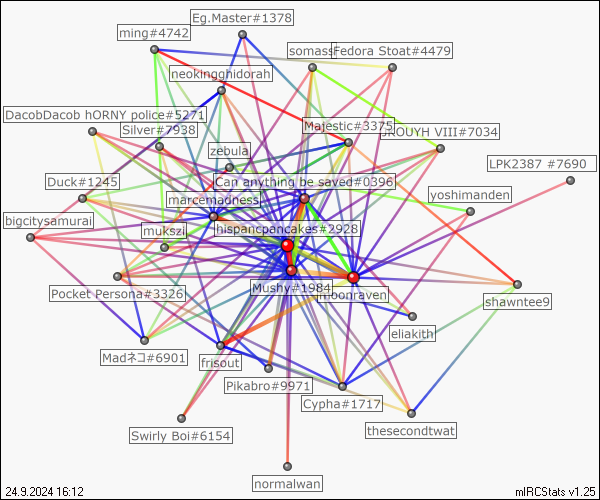 Eg.Master#1378
ming#4742
somass
Fedora Stoat#4479
neokingghidorah
DacobDacob hORNY police#5271
Silver#7938
Majestic#3375
JROUYH VIII#7034
zebula
LPK2387 #7690
Duck#1245
Can anything be saved#0396
yoshimanden
marcemadness
bigcitysamurai
hispancpancakes#2928
mukszi
Pocket Persona#3326
Mushy#1984
moonraven
shawntee9
eliakith
Madネコ#6901
frisout
Pikabro#9971
Cypha#1717
thesecondtwat
Swirly Boi#6154
normalwan
24.9.2024 16:12
mIRCStats v1.25